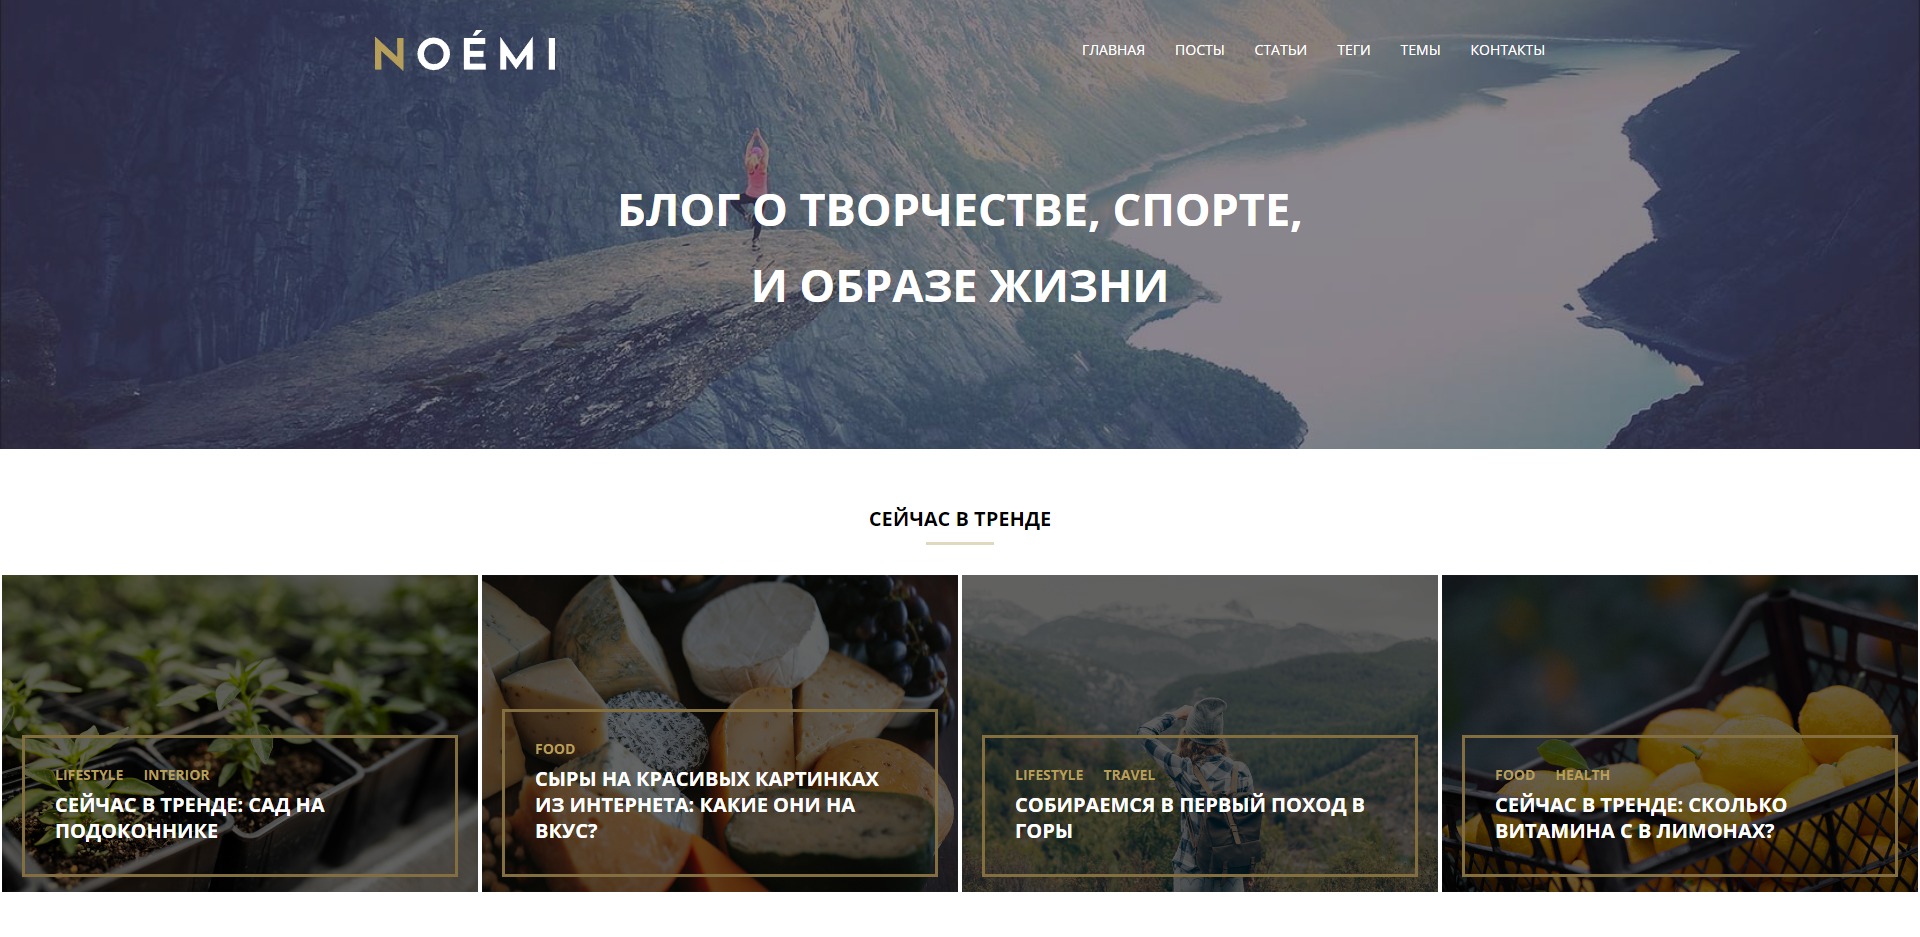 NOÉMI
ГЛАВНАЯ ПОСТЫ СТАТЬИ ТЕГИ ТЕМЫ КОНТАКТЫ
БЛОГ О ТВОРЧЕСТВЕ, СПОРТЕ,
И ОБРАЗЕ ЖИЗНИ
СЕЙЧАС В ТРЕНДЕ
LIFESTYLE INTERIOR
СЕЙЧАС В ТРЕНДЕ: САД НА
ПОДОКОННИКЕ
FOOD
СЫРЫ НА КРАСИВЫХ КАРТИНКАХ
ИЗ ИНТЕРНЕТА: КАКИЕ ОНИ НА
ВКУС?
LIFESTYLE TRAVEL
СОБИРАЕМСЯ В ПЕРВЫЙ ПОХОД В
ГОРЫ
FOOD HEALTH
СЕЙЧАС В ТРЕНДЕ: СКОЛЬКО
ВИТАМИНА С В ЛИМОНАХ?